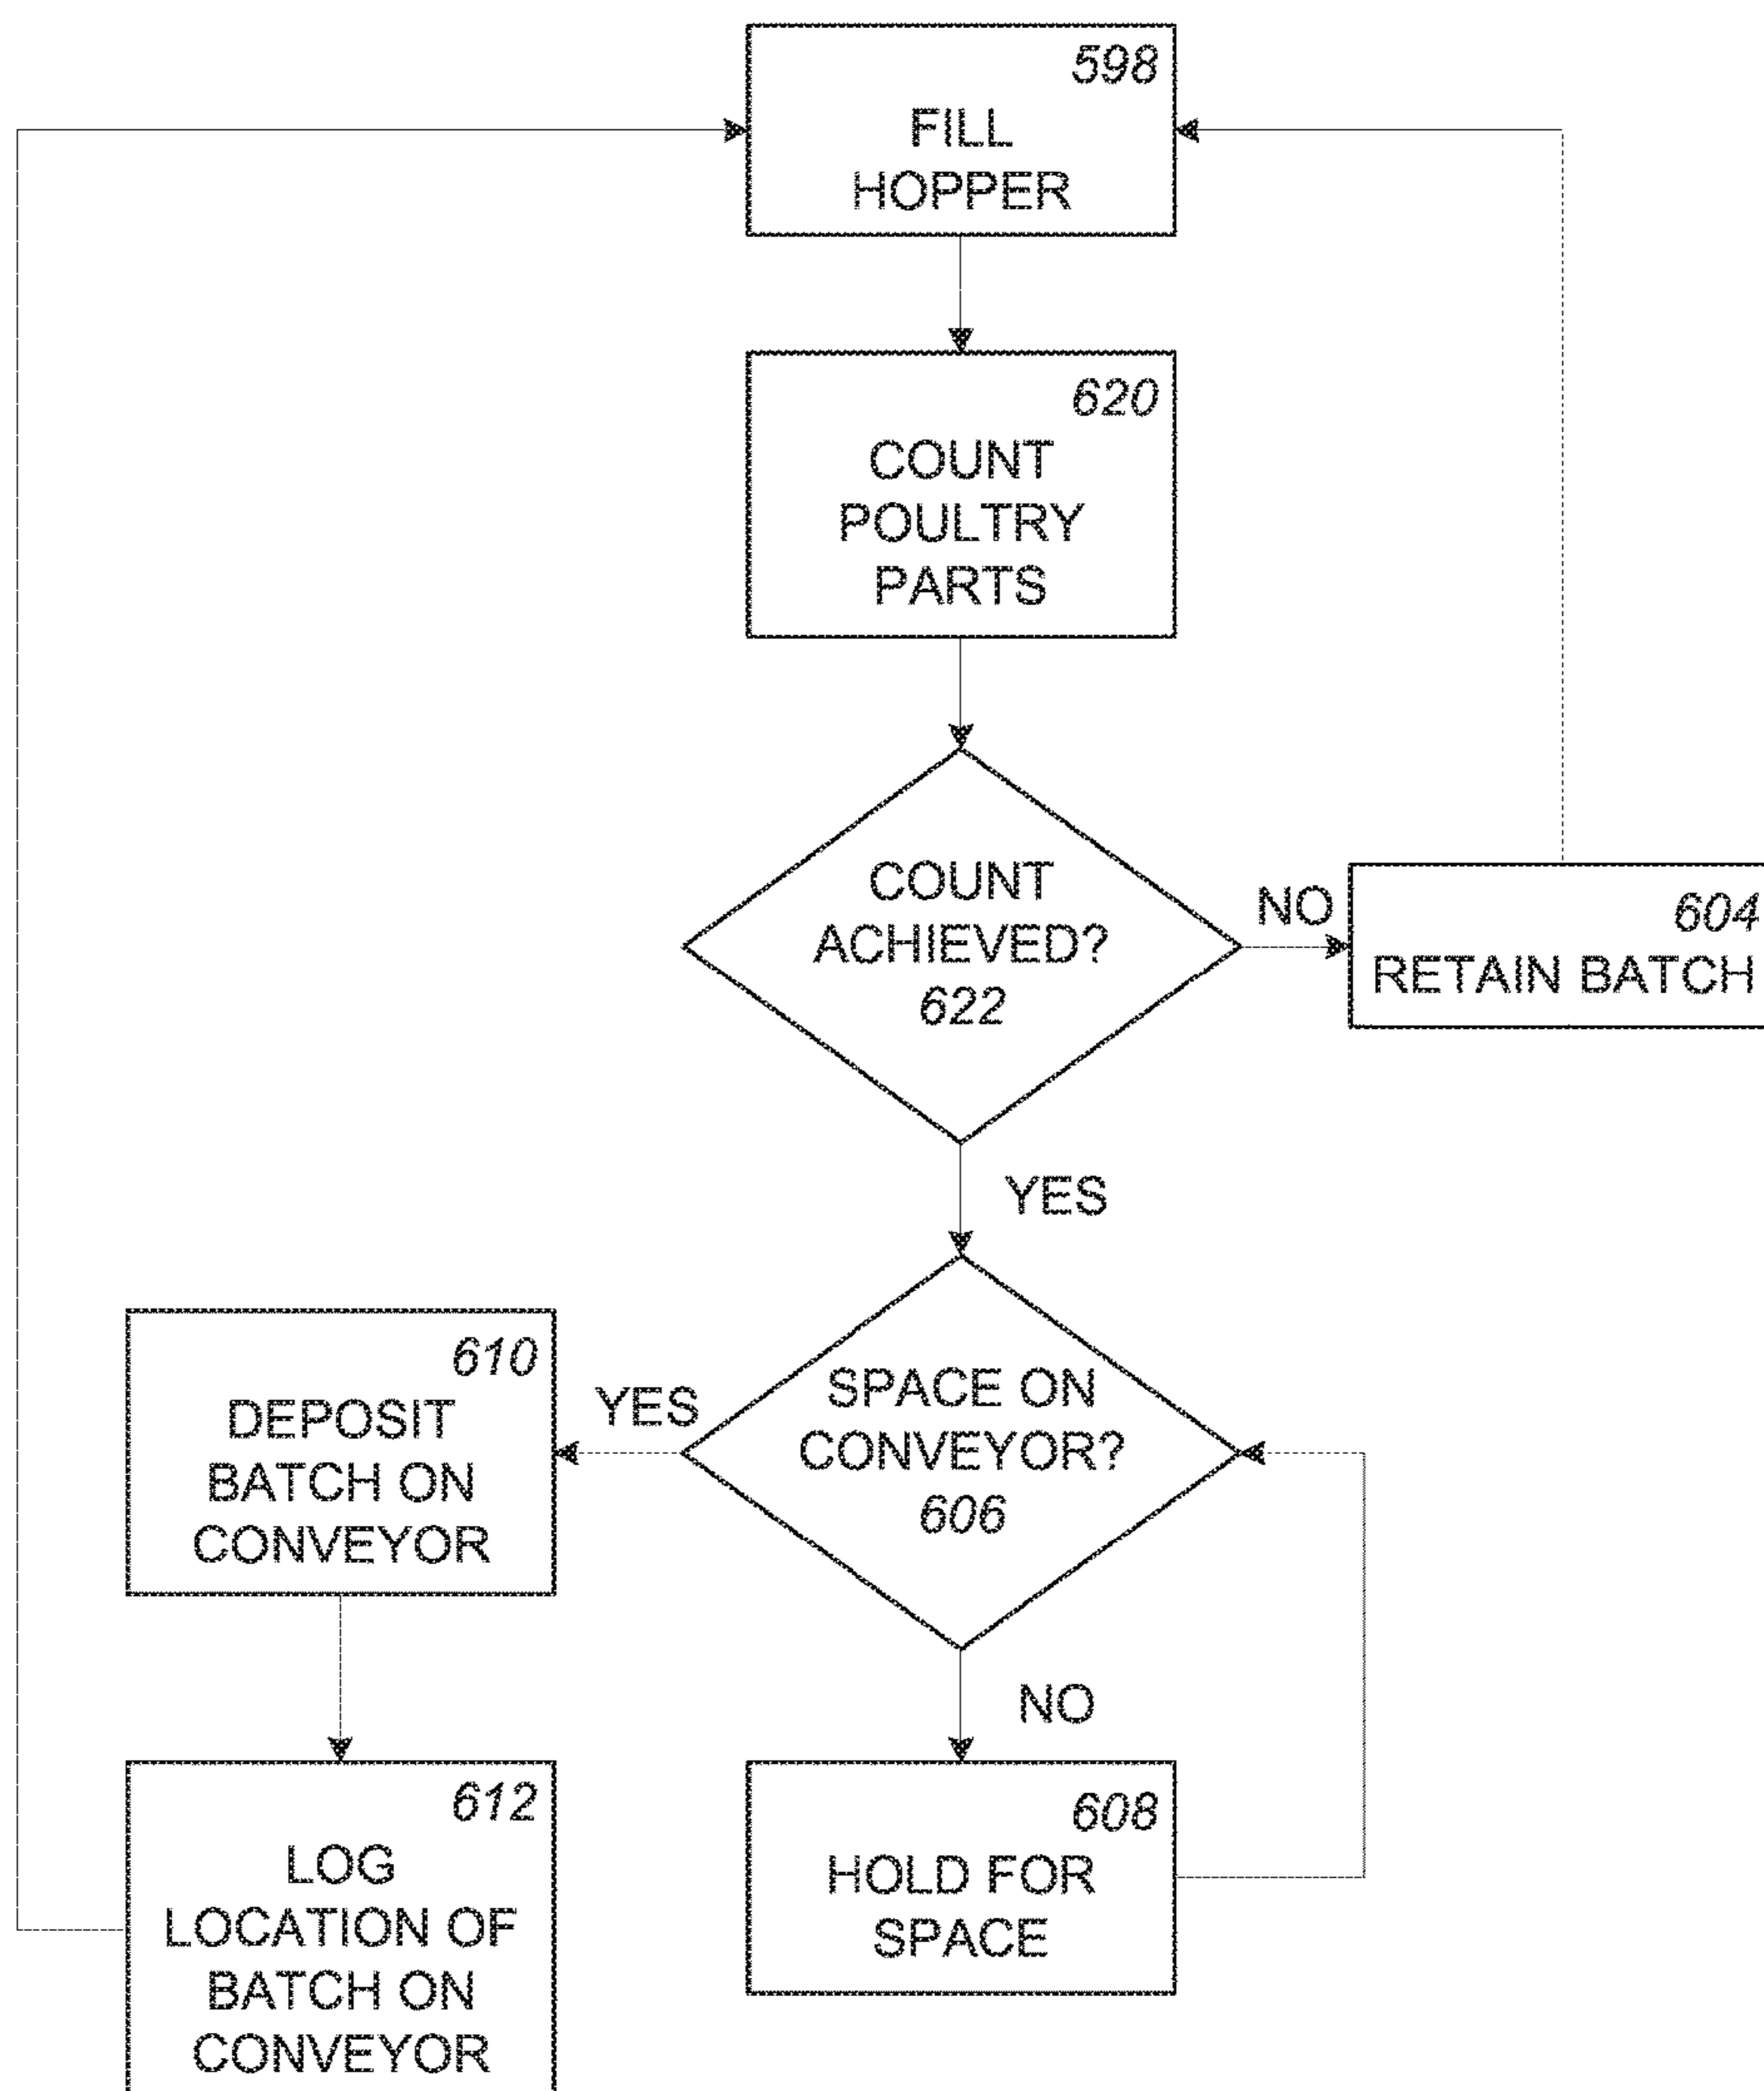 598
FILL
HOPPER
620
COUNT
POULTRY
PARTS
COUNT
ACHIEVED?
622
NO
604
RETAIN BATCH
YES
SPACE ON
CONVEYOR?
606
YES
610
DEPOSIT
BATCH ON
CONVEYOR
NO
612
LOG
LOCATION OF
BATCH ON
CONVEYOR
608
HOLD FOR
SPACE